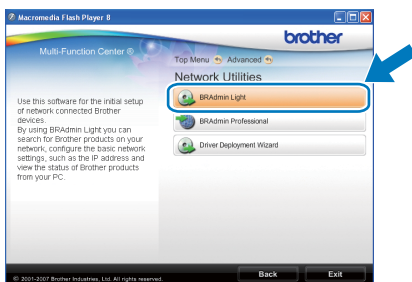 Macromedia Flash Player 8
brother
Multi-Function Center ®
Top Menu Advanced
Network Utilities
BRAdmin Light
Use this software for the initial setup
of network connected Brother
devices.
By using BRAdmin Light you can
search for Brother products on your
network, configure the basic network
settings, such as the IP address and
view the status of Brother products
from your PC.
BRAdmin Professional
Driver Deployment Wizard
© 2001-2007 Brother Industries, Ltd. All rights reserved.
Back
Exit